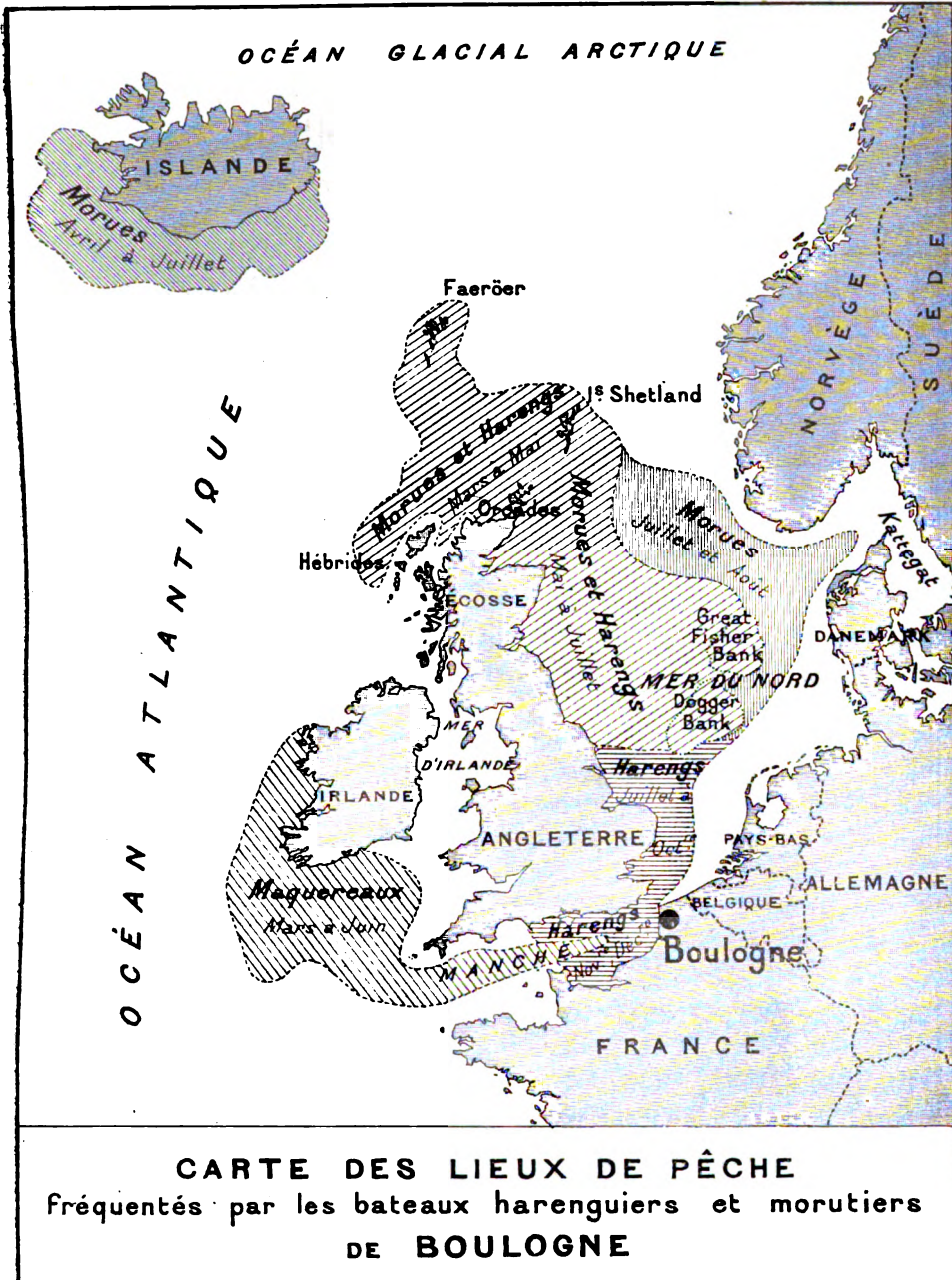 OCÉAN GLACIAL ARCTIQUE
ISLANDE
Morues
Avril à Juillet
Faeröer
Is Shetland
Morues et Harengs
Mars à Mai
Orcades
Hébrides
NORVÈGE
SUÈDE
Morues
Juillet et Août
Morues et Harengs
Mai à Juillet
Kattegat
ÉCOSSE
Great
Fisher
Bank
DANEMARK
MER DU NORD
Dogger
Bank
OCÉAN ATLANTIQUE
MER
D'IRLANDE
IRLANDE
Harengs
Juillet à
Oct.re
ANGLETERRE
PAYS-BAS
ALLEMAGNE
BELGIQUE
Maquereaux
Mars à Juin
Harengs
Nov.
MANCHE
Boulogne
FRANCE
CARTE DES LIEUX DE PÊCHE
fréquentés par les bateaux harenguiers et morutiers
DE BOULOGNE